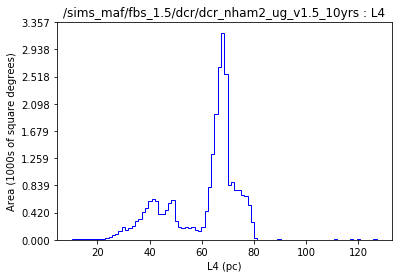 /sims_maf/fbs_1.5/dcr/dcr_nham2_ug_v1.5_10yrs : L4
3.357
2.938
2.518
2.098
1.679
1.259
0.839
0.420
0.000
Area (1000s of square degrees)
20 40 60 80 100 120
L4 (pc)